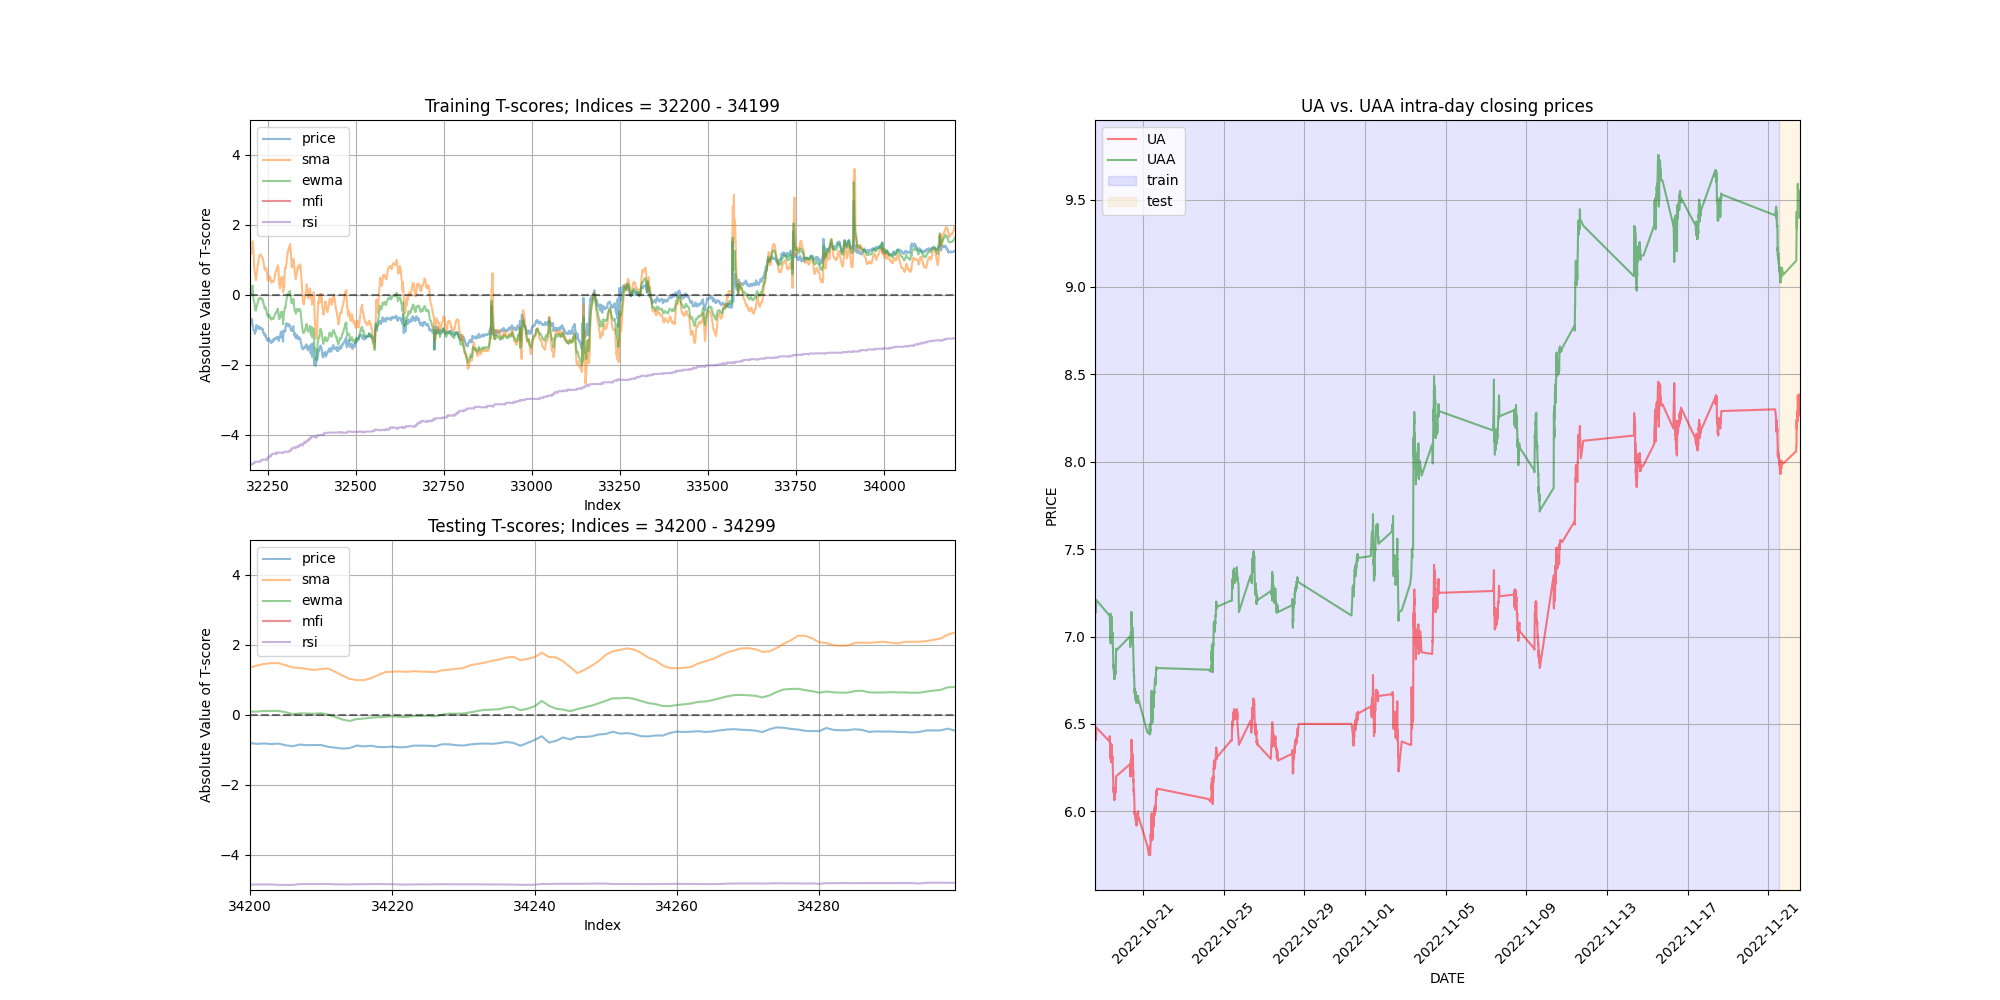 Training T-scores; Indices = 32200 - 34199
price
sma
ewma
mfi
rsi
4
2
0
−2
−4
Absolute Value of T-score
32250 32500 32750 33000 33250 33500 33750 34000
Index
Testing T-scores; Indices = 34200 - 34299
price
sma
ewma
mfi
rsi
4
2
0
−2
−4
Absolute Value of T-score
34200 34220 34240 34260 34280
Index
UA vs. UAA intra-day closing prices
UA
UAA
train
test
9.5
9.0
8.5
8.0
7.5
7.0
6.5
6.0
PRICE
2022-10-21 2022-10-25 2022-10-29 2022-11-01 2022-11-05 2022-11-09 2022-11-13 2022-11-17 2022-11-21
DATE